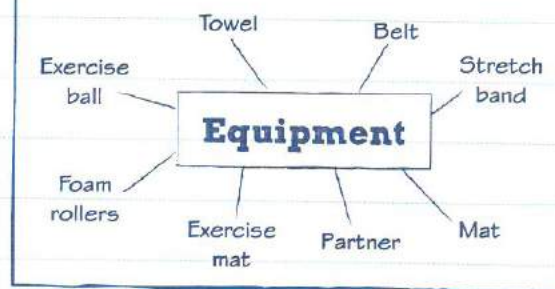 Towel
Belt
Exercise
ball
Stretch
band
Equipment
Foam
rollers
Exercise
mat
Partner
Mat